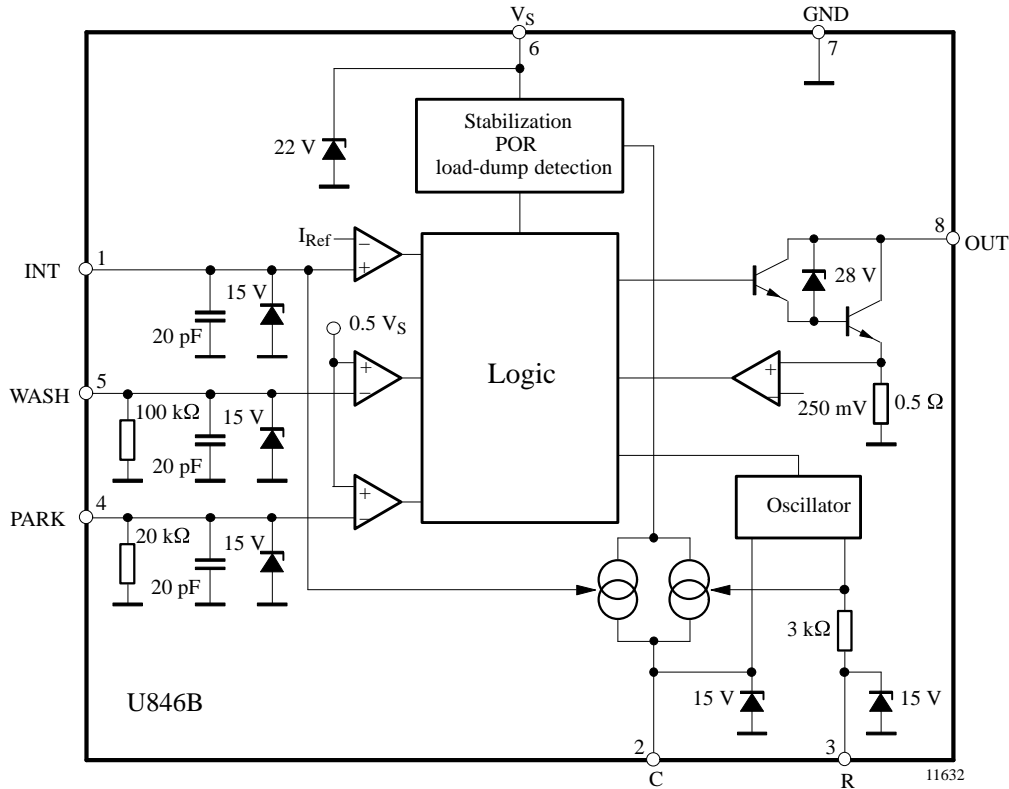 V_S
GND
6
7
Stabilization
POR
load-dump detection
22 V
I_Ref
−
+
8
OUT
INT
1
28 V
15 V
20 pF
0.5 V_S
+
−
Logic
+
−
250 mV
0.5 Ω
WASH
5
100 kΩ
15 V
20 pF
+
−
Oscillator
PARK
4
20 kΩ
15 V
20 pF
3 kΩ
15 V
15 V
U846B
2
3
C
R
11632